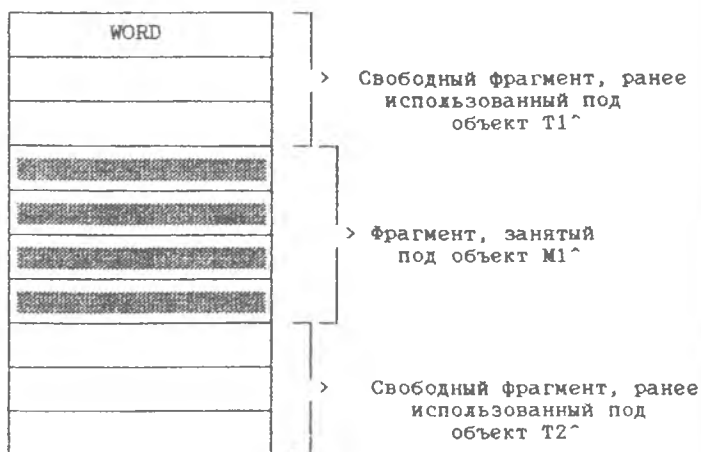 WORD
> Свободный фрагмент, ранее
использованный под
объект T1^
> Фрагмент, занятый
под объект M1^
> Свободный фрагмент, ранее
использованный под
объект T2^